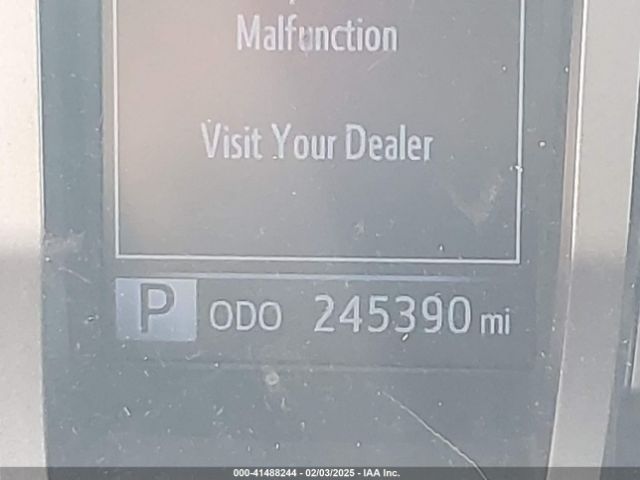 Malfunction
Visit Your Dealer
P ODO 245390 mi
000-41488244 - 02/03/2025 - IAA Inc.